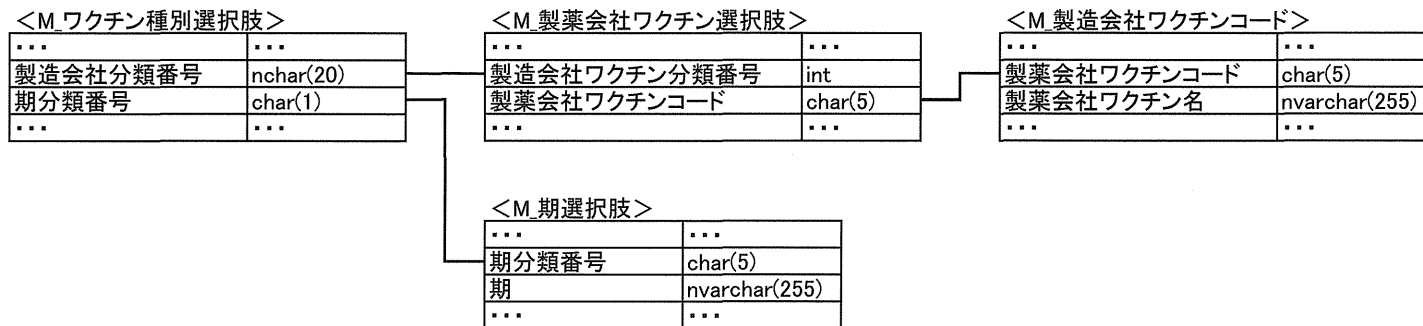 <M_ワクチン種別選択肢>
... ...
製造会社分類番号 nchar(20)
期分類番号 char(1)
... ...
<M_製薬会社ワクチン選択肢>
... ...
製造会社ワクチン分類番号 int
製薬会社ワクチンコード char(5)
... ...
<M_製造会社ワクチンコード>
... ...
製薬会社ワクチンコード char(5)
製薬会社ワクチン名 nvarchar(255)
... ...
<M_期選択肢>
... ...
期分類番号 char(5)
期 nvarchar(255)
... ...